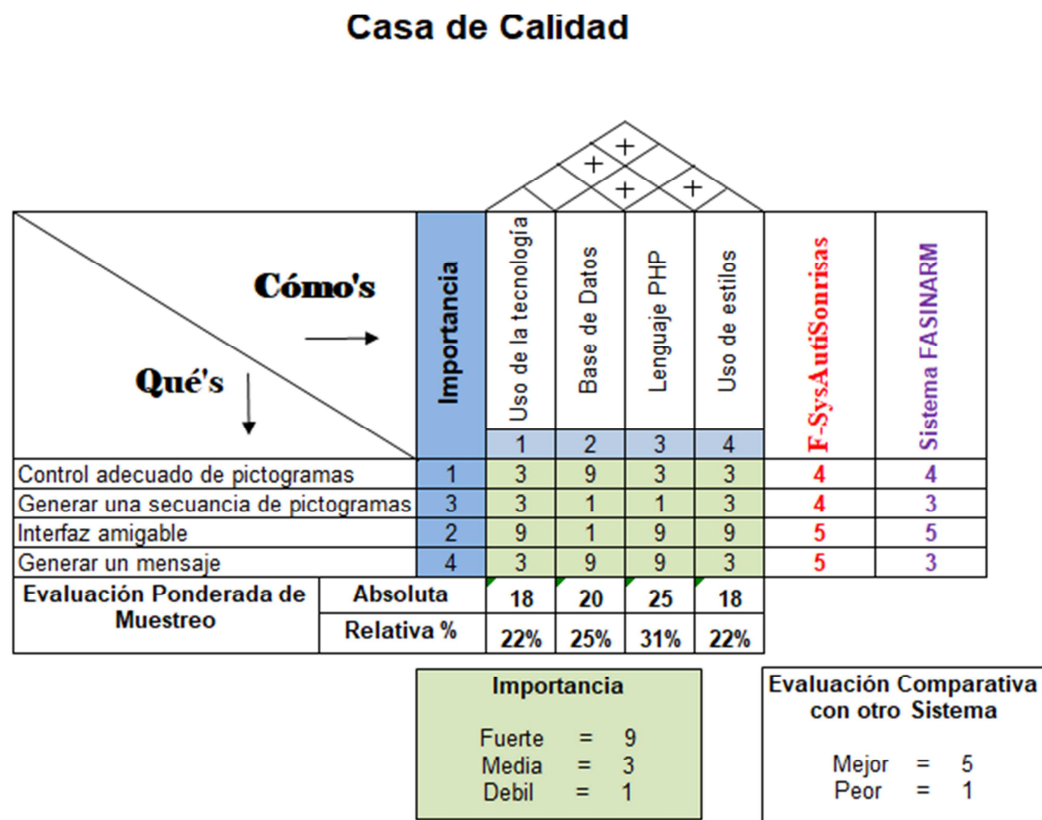 Casa de Calidad
+
+ +
+ +
Cómo's
Qué's
Importancia
Uso de la tecnología
Base de Datos
Lenguaje PHP
Uso de estilos
F-SysAutiSonrisas
Sistema FASINARM
1 2 3 4
Control adecuado de pictogramas 1 3 9 3 3 4 4
Generar una secuancia de pictogramas 3 3 1 1 3 4 3
Interfaz amigable 2 9 1 9 9 5 5
Generar un mensaje 4 3 9 9 3 5 3
Evaluación Ponderada de
Muestreo
Absoluta 18 20 25 18
Relativa % 22% 25% 31% 22%
Importancia
Fuerte = 9
Media = 3
Debil = 1
Evaluación Comparativa
con otro Sistema
Mejor = 5
Peor = 1